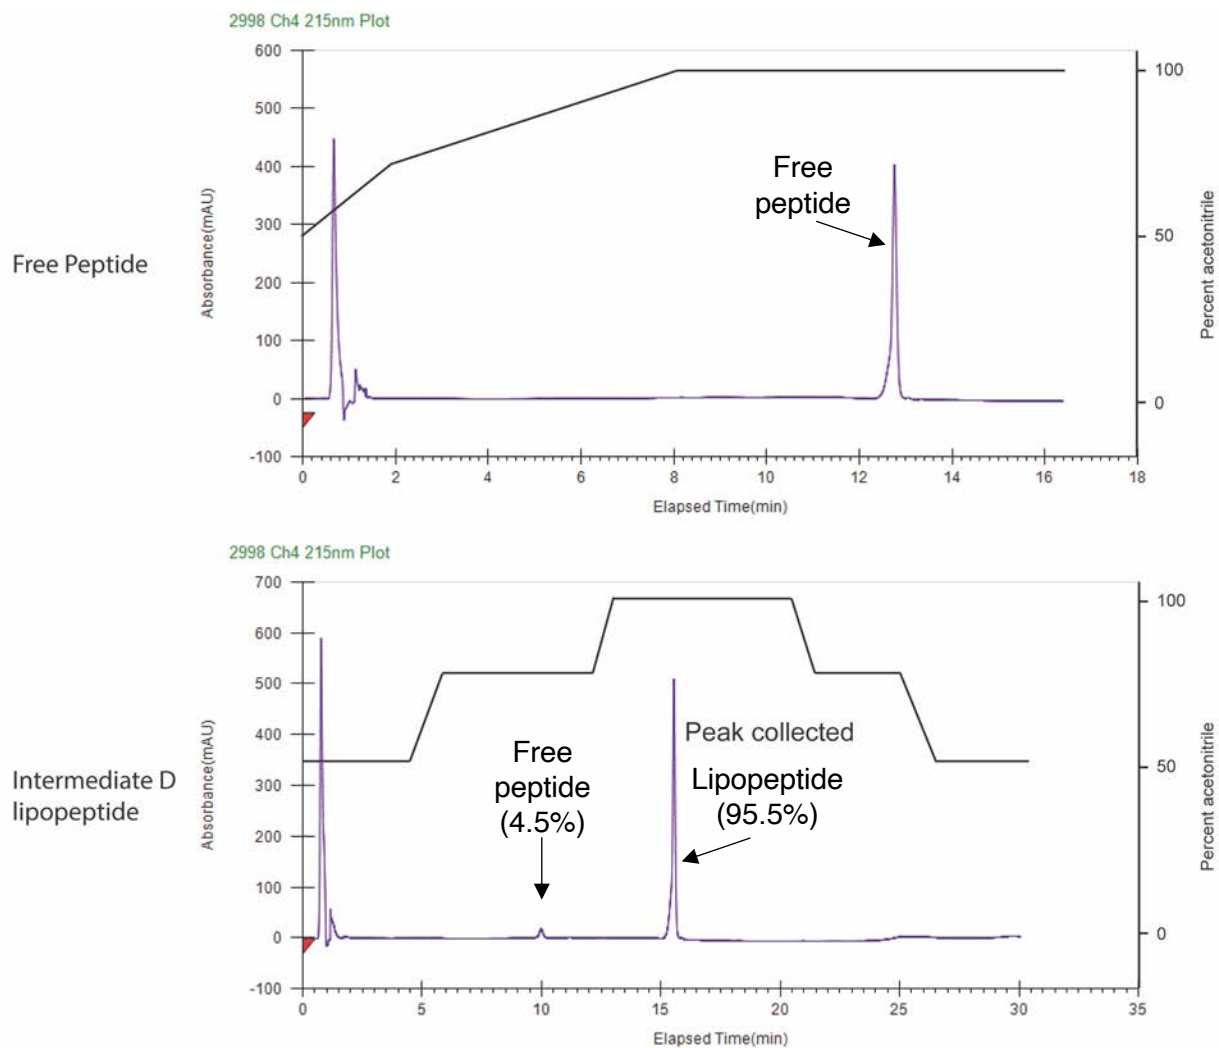 2998 Ch4 215nm Plot
600
500
400
300
200
100
0
-100
Absorbance(mAU)
Free Peptide
Free
peptide
100
50
0
Percent acetonitrile
0 2 4 6 8 10 12 14 16 18
Elapsed Time(min)
2998 Ch4 215nm Plot
700
600
500
400
300
200
100
0
-100
Absorbance(mAU)
Intermediate D
lipopeptide
Free
peptide
(4.5%)
Peak collected
Lipopeptide
(95.5%)
100
50
0
Percent acetonitrile
0 5 10 15 20 25 30 35
Elapsed Time(min)